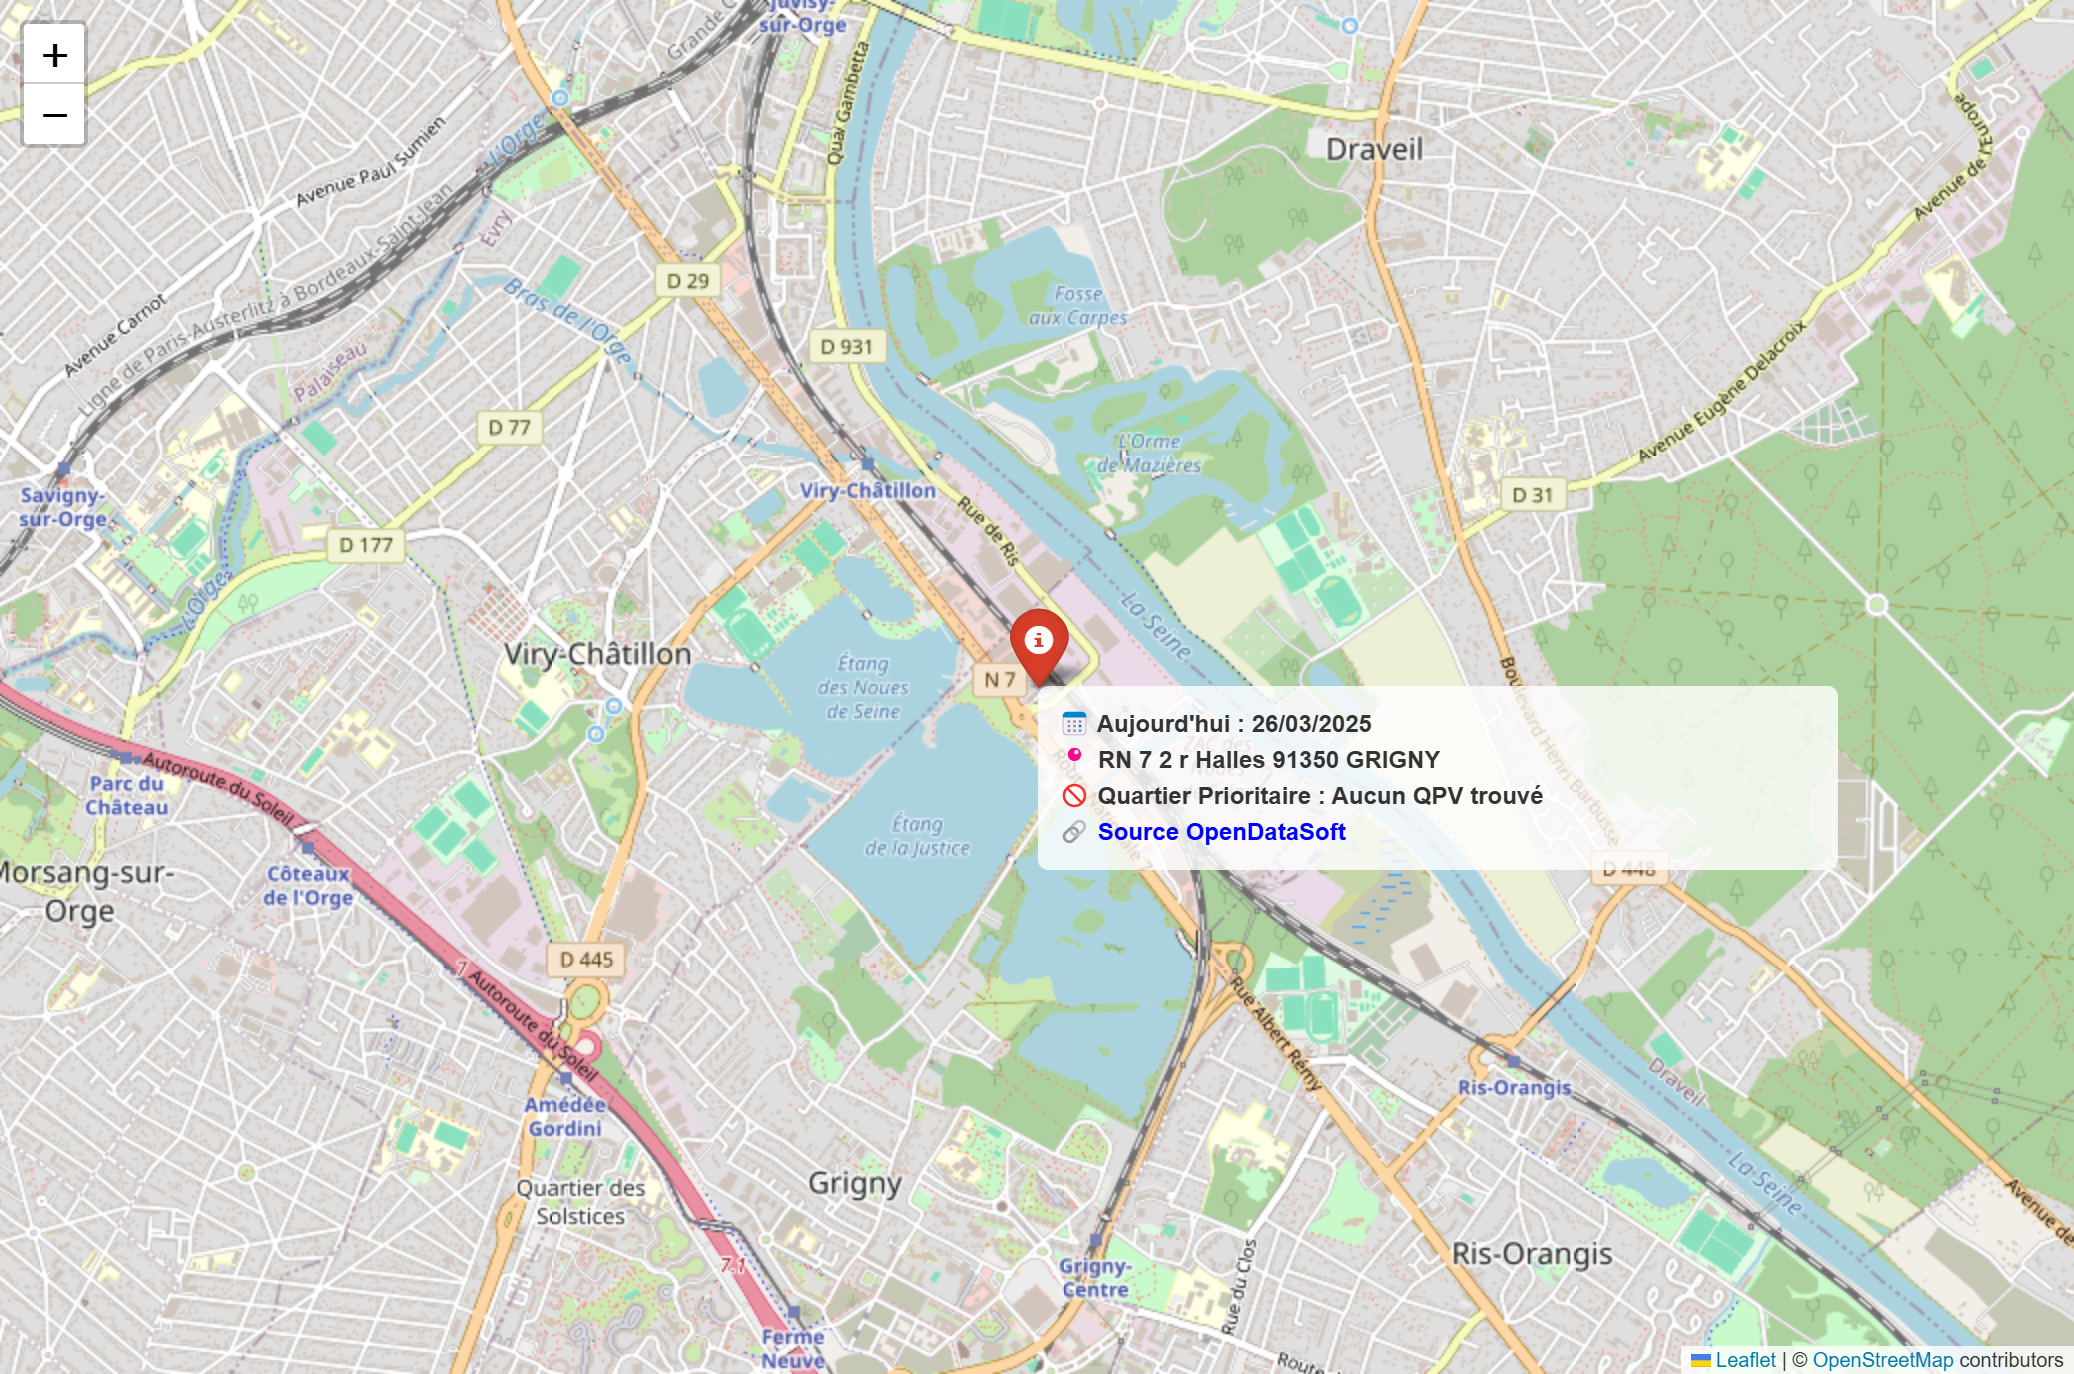 +
−
Juvisy-
sur-Orge
Grande C
Quai Gambetta
L'Orge
Avenue Paul Sumien
Draveil
Avenue de l'Europe
Évry
Ligne de Paris-Austerlitz à Bordeaux-Saint-Jean
Avenue Carnot
Palaiseau
D 29
Bras de l'Orge
Fosse
aux Carpes
D 931
D 77
Avenue Eugène Delacroix
L'Orme
de Mazières
Savigny-
sur-Orge
Viry-Châtillon
D 31
D 177
Rue de Ris
L'Orge
La Seine
Viry-Châtillon
Étang
des Noues
de Seine
N 7
Boulevard Henri Barbusse
Aujourd'hui : 26/03/2025
RN 7 2 r Halles 91350 GRIGNY
Quartier Prioritaire : Aucun QPV trouvé
Source OpenDataSoft
Parc du
Château
Autoroute du Soleil
Étang
de la Justice
D 448
Morsang-sur-
Orge
Côteaux
de l'Orge
D 445
7
Autoroute du Soleil
Rue Albert Rémy
Ris-Orangis
Draveil
Amédée
Gordini
La Seine
Quartier des
Solstices
Grigny
Avenue de
Ris-Orangis
7.1
Grigny-
Centre
Rue du Clos
Ferme
Neuve
Route
Leaflet | © OpenStreetMap contributors